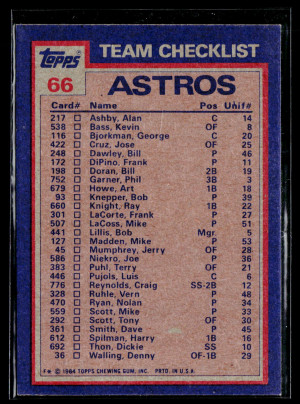 Topps TEAM CHECKLIST
66 ASTROS
Card# Name Pos Unif#
217 □ Ashby, Alan C 14
538 □ Bass, Kevin OF 8
116 □ Bjorkman, George C 20
422 □ Cruz, Jose OF 25
248 □ Dawley, Bill P 46
172 □ DiPino, Frank P 11
198 □ Doran, Bill 2B 19
752 □ Garner, Phil 3B 3
679 □ Howe, Art 1B 18
93 □ Knepper, Bob P 39
660 □ Knight, Ray 1B 22
301 □ LaCorte, Frank P 27
507 □ LaCoss, Mike P 51
441 □ Lillis, Bob Mgr. 5
127 □ Madden, Mike P 53
45 □ Mumphrey, Jerry OF 28
586 □ Niekro, Joe P 36
383 □ Puhl, Terry OF 21
446 □ Pujols, Luis C 6
776 □ Reynolds, Craig SS-2B 12
328 □ Ruhle, Vern P 48
470 □ Ryan, Nolan P 34
559 □ Scott, Mike P 33
292 □ Scott, Tony OF 30
361 □ Smith, Dave P 45
612 □ Spilman, Harry 1B 16
692 □ Thon, Dickie SS 10
36 □ Walling, Denny OF-1B 29
© 1984 TOPPS CHEWING GUM, INC. PRTD. IN U.S.A.